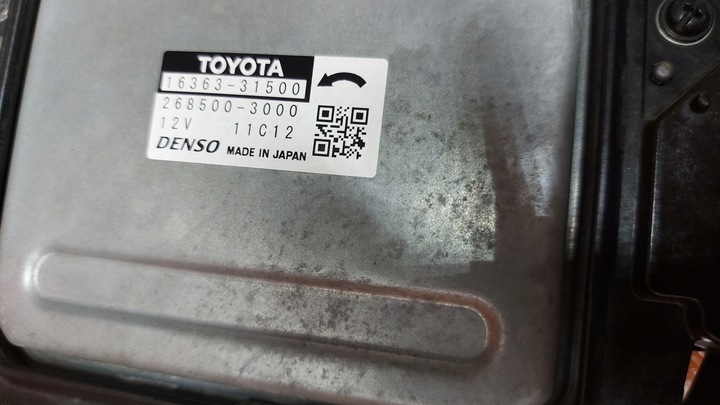 TOYOTA
16363-31500
268500-3000
12V 11C12
DENSO MADE IN JAPAN